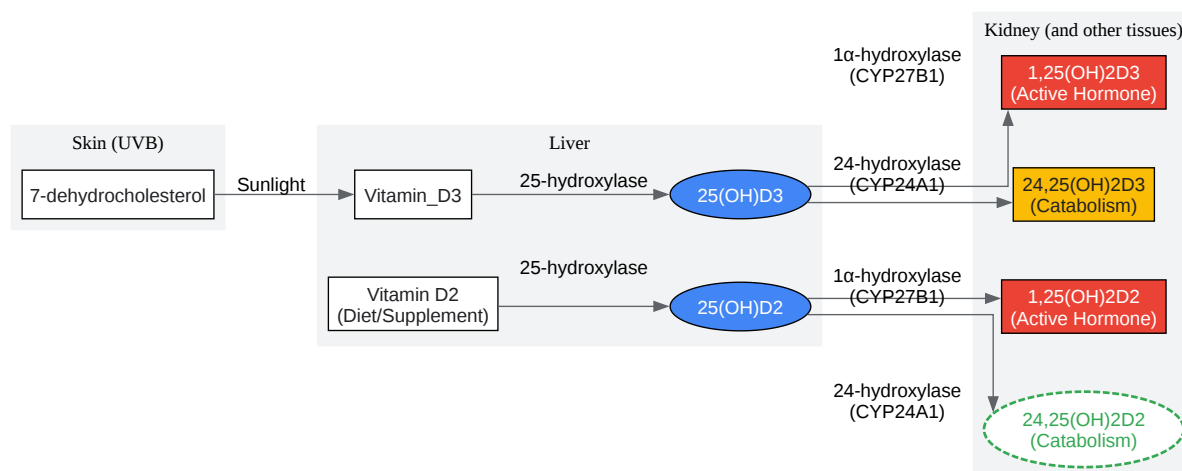 Kidney (and other tissues)
1α-hydroxylase
(CYP27B1)
1,25(OH)2D3
(Active Hormone)
Skin (UVB)
Liver
7-dehydrocholesterol
Sunlight
Vitamin_D3
25-hydroxylase
25(OH)D3
24-hydroxylase
(CYP24A1)
24,25(OH)2D3
(Catabolism)
Vitamin D2
(Diet/Supplement)
25-hydroxylase
25(OH)D2
1α-hydroxylase
(CYP27B1)
1,25(OH)2D2
(Active Hormone)
24-hydroxylase
(CYP24A1)
24,25(OH)2D2
(Catabolism)